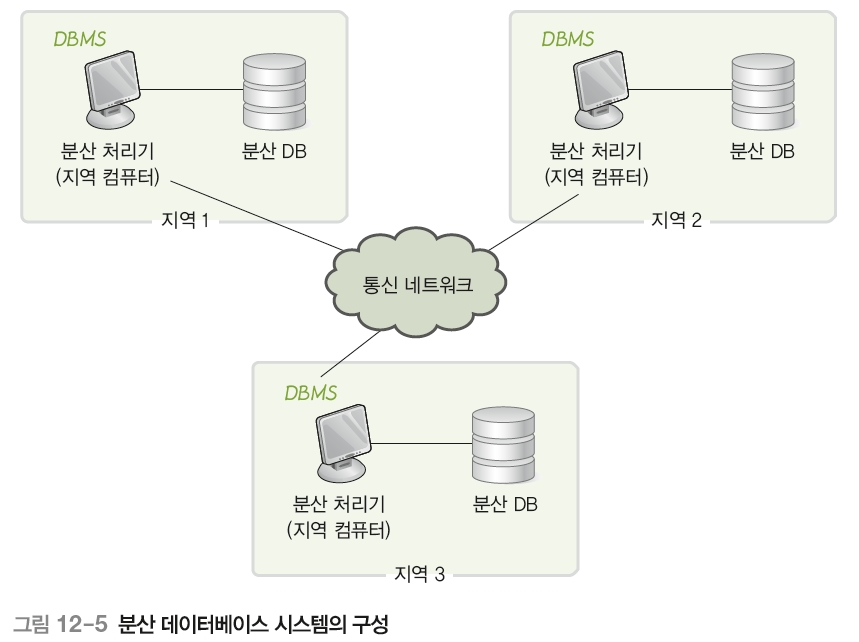 DBMS
분산 처리기
(지역 컴퓨터)
분산 DB
지역 1
DBMS
분산 처리기
(지역 컴퓨터)
분산 DB
지역 2
통신 네트워크
DBMS
분산 처리기
(지역 컴퓨터)
분산 DB
지역 3
그림 12-5 분산 데이터베이스 시스템의 구성